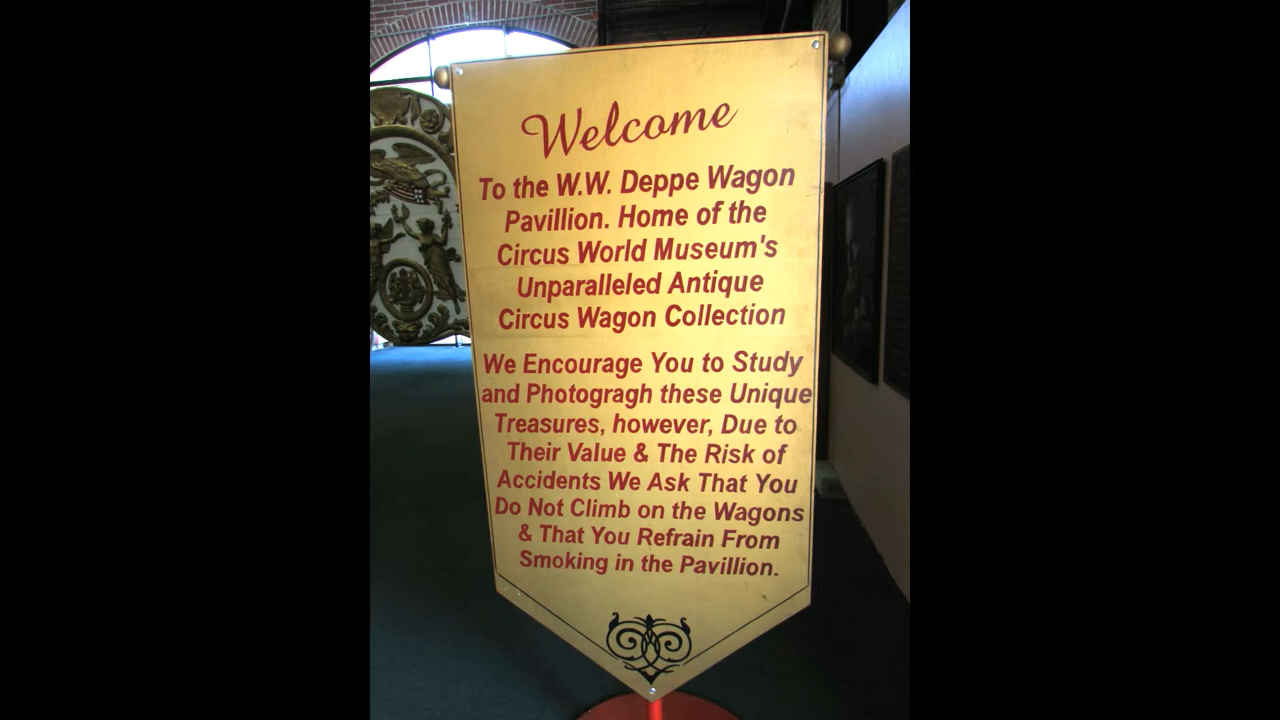 Welcome
To the W.W. Deppe Wagon
Pavillion. Home of the
Circus World Museum's
Unparalleled Antique
Circus Wagon Collection
We Encourage You to Study
and Photogragh these Unique
Treasures, however, Due to
Their Value & The Risk of
Accidents We Ask That You
Do Not Climb on the Wagons
& That You Refrain From
Smoking in the Pavillion.